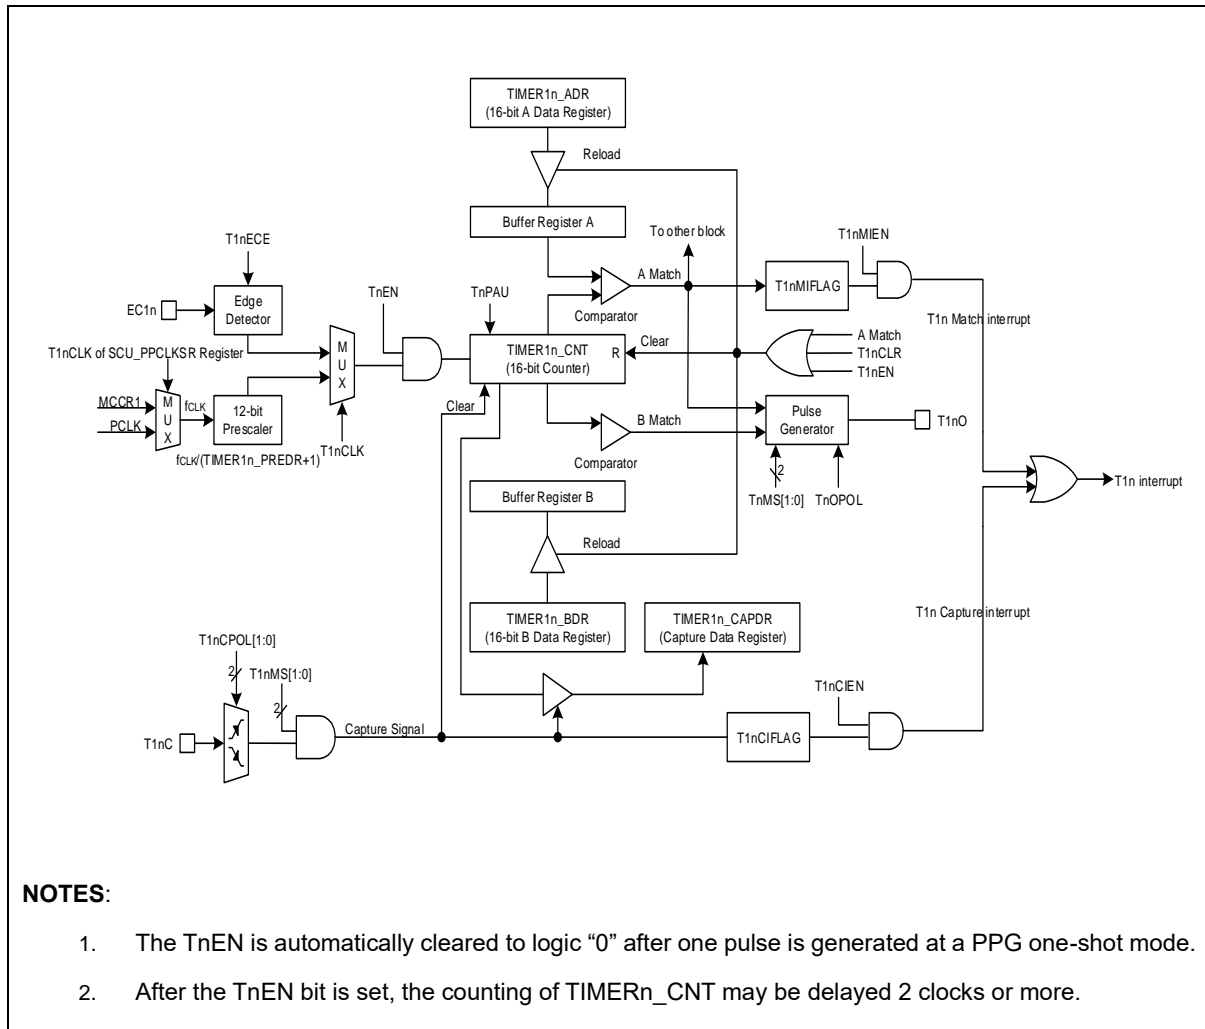 TIMER1n_ADR
(16-bit A Data Register)
Reload
Buffer Register A
To other block
T1nMIEN
T1nECE
A Match
T1nMIFLAG
EC1n
Edge
Detector
TnEN
TnPAU
Comparator
T1n Match interrupt
T1nCLK of SCU_PPCLKSR Register
M
U
X
TIMER1n_CNT
(16-bit Counter)
R
Clear
A Match
T1nCLR
T1nEN
MCCR1
PCLK
M
U
X
fCLK
12-bit
Prescaler
T1nCLK
fCLK/(TIMER1n_PREDR+1)
Clear
B Match
Comparator
Pulse
Generator
T1nO
2
TnMS[1:0]
TnOPOL
T1n interrupt
Buffer Register B
Reload
TIMER1n_BDR
(16-bit B Data Register)
TIMER1n_CAPDR
(Capture Data Register)
T1n Capture interrupt
T1nCPOL[1:0]
2
T1nMS[1:0]
2
T1nCIEN
T1nC
Capture Signal
T1nCIFLAG
NOTES:
1. The TnEN is automatically cleared to logic “0” after one pulse is generated at a PPG one-shot mode.
2. After the TnEN bit is set, the counting of TIMERn_CNT may be delayed 2 clocks or more.